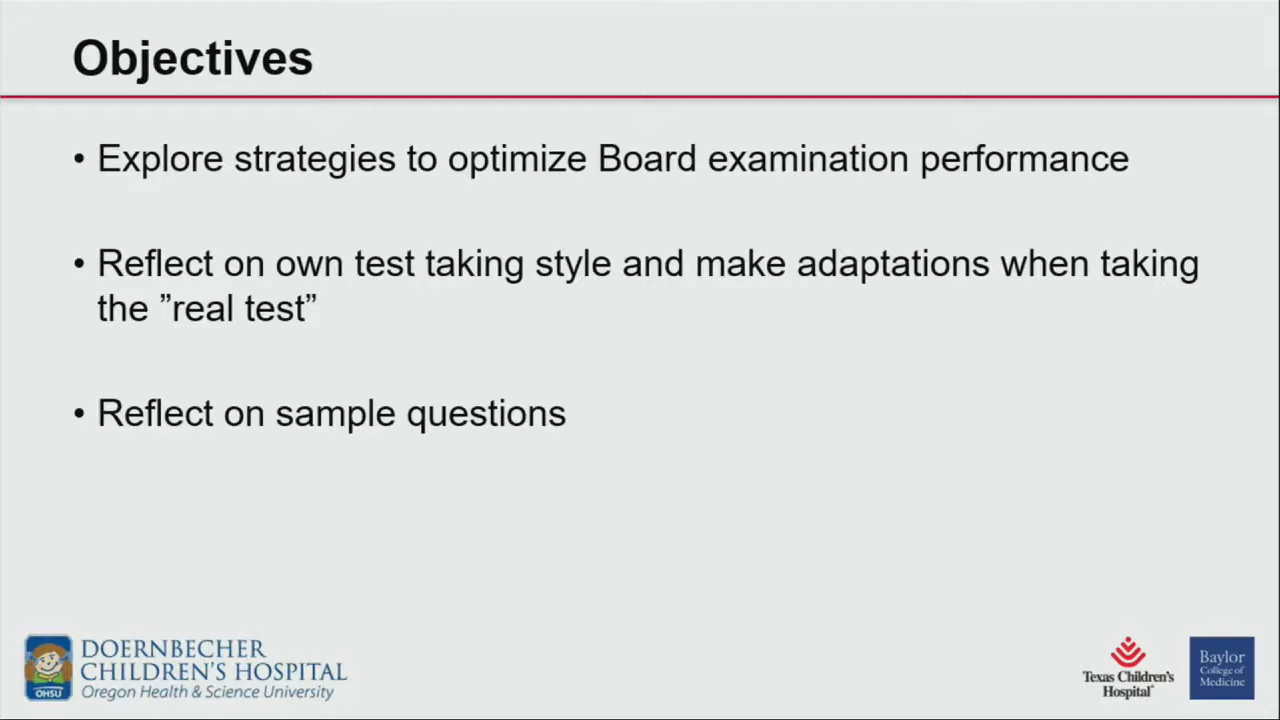 Objectives
• Explore strategies to optimize Board examination performance
• Reflect on own test taking style and make adaptations when taking
the ”real test”
• Reflect on sample questions
OHSU
DOERNBECHER
CHILDREN'S HOSPITAL
Oregon Health & Science University
Texas Children's
Hospital®
Baylor
College of
Medicine